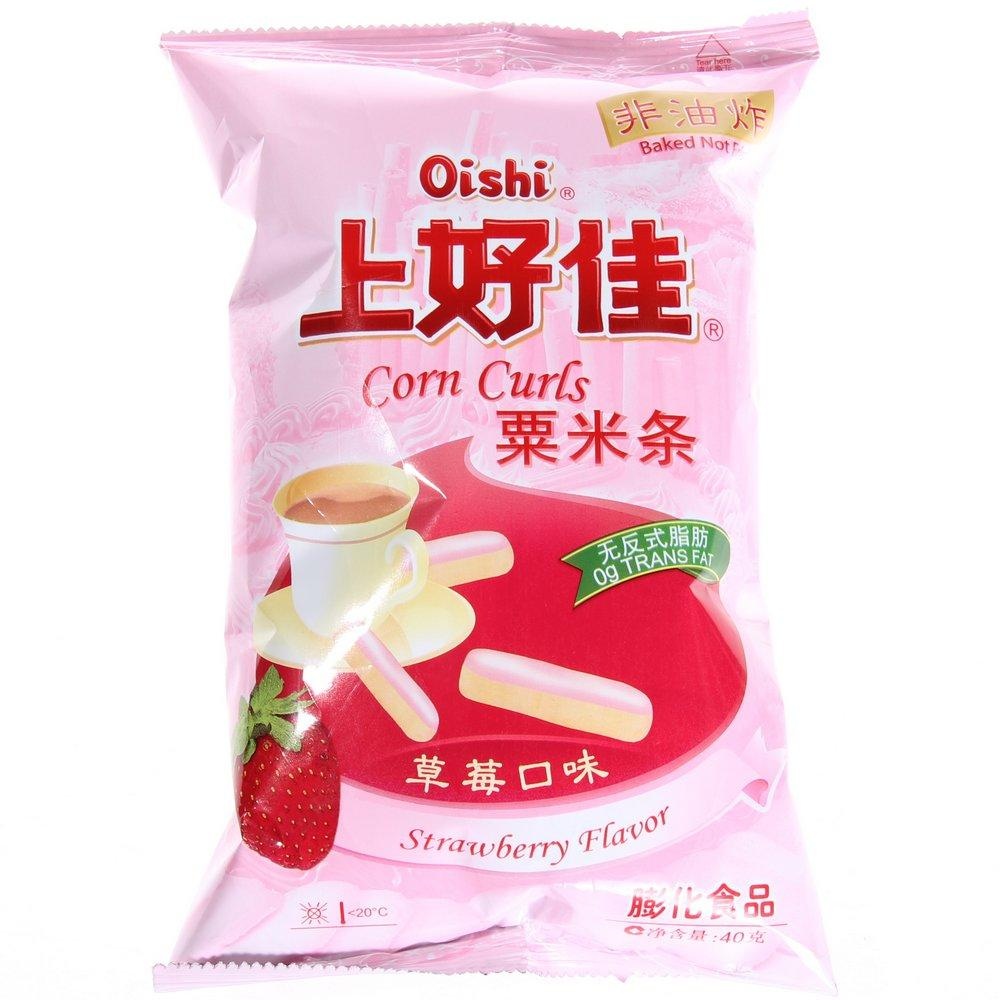 Tear here
非油炸
Baked Not
Oishi ®
上好佳 ®
Corn Curls
粟米条
无反式脂肪
0g TRANS FAT
草莓口味
Strawberry Flavor
<20°C
膨化食品
净含量:40克